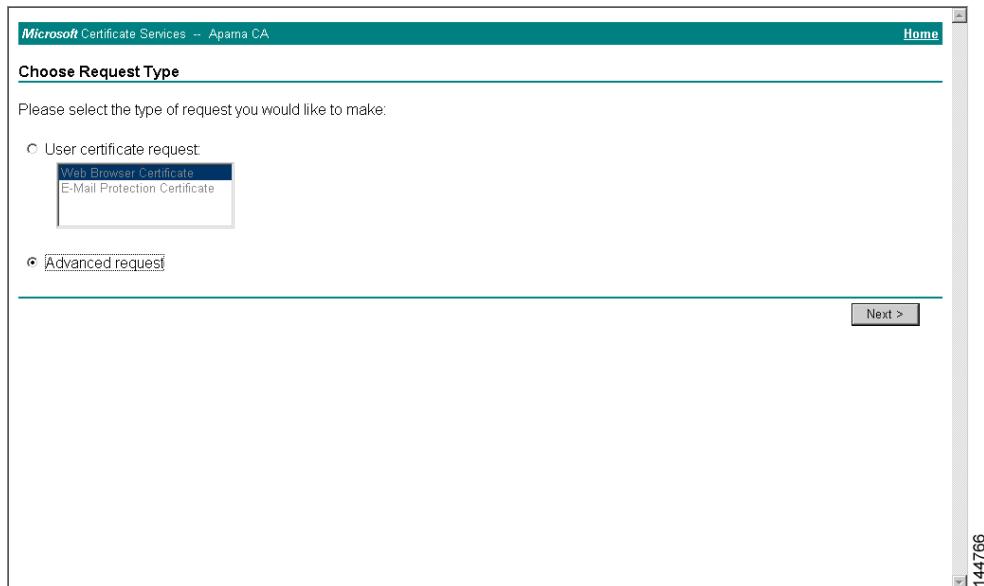 Microsoft Certificate Services -- Aparna CA Home
Choose Request Type
Please select the type of request you would like to make:
User certificate request:
Web Browser Certificate
E-Mail Protection Certificate
Advanced request
Next >
144766